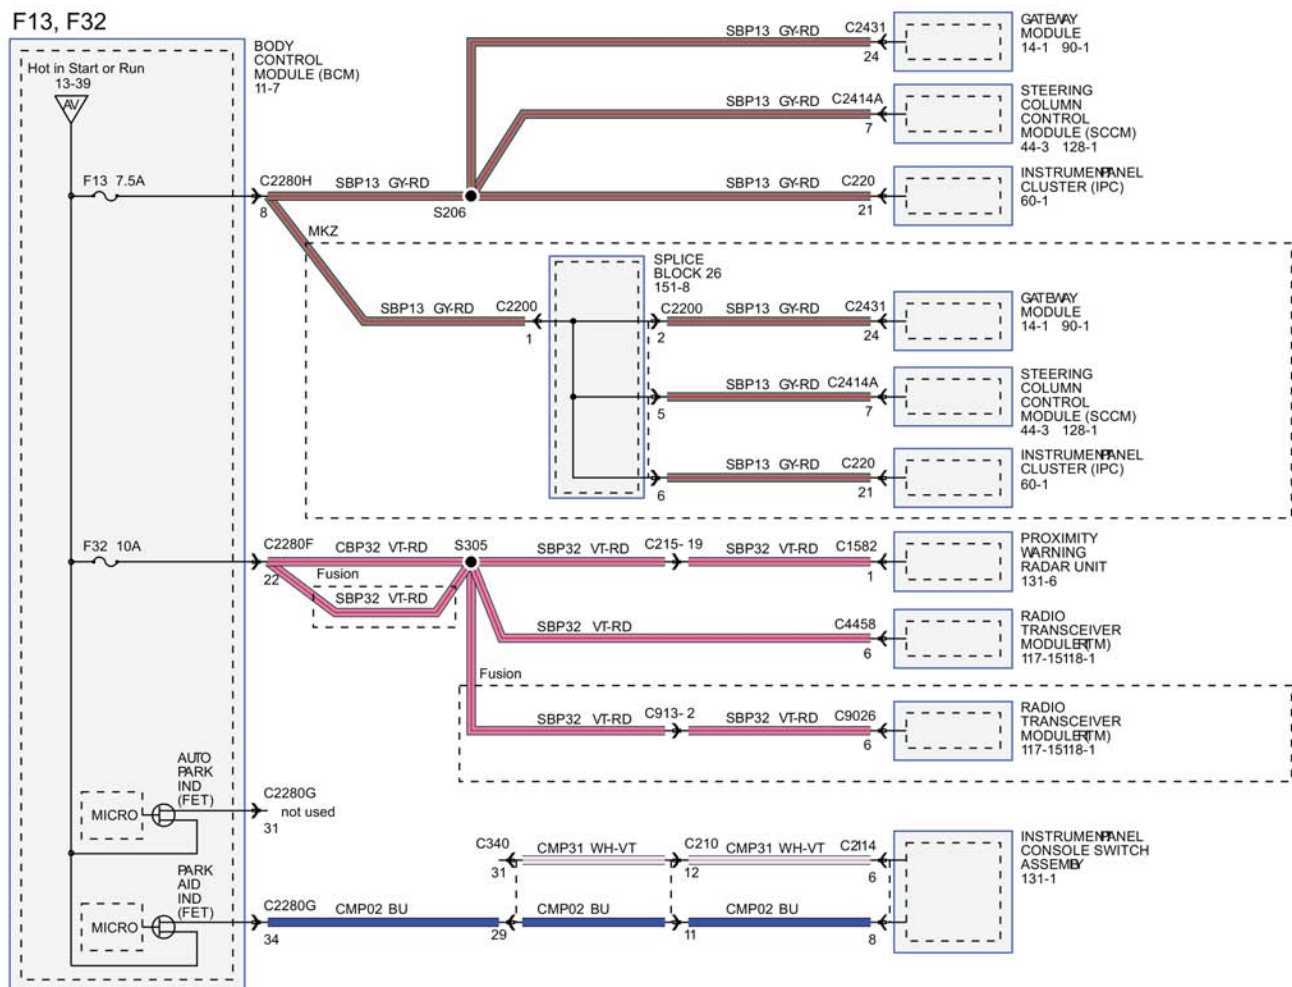 F13, F32
Hot in Start or Run
13-39
AV
BODY
CONTROL
MODULE (BCM)
11-7
SBP13 GY-RD
C2431
24
GATEWAY
MODULE
14-1 90-1
SBP13 GY-RD
C2414A
7
STEERING
COLUMN
CONTROL
MODULE (SCCM)
44-3 128-1
F13 7.5A
C2280H
8
SBP13 GY-RD
S206
SBP13 GY-RD
C220
21
INSTRUMENT PANEL
CLUSTER (IPC)
60-1
MKZ
SBP13 GY-RD
C2200
1
SPLICE
BLOCK 26
151-8
C2200
2
SBP13 GY-RD
C2431
24
GATEWAY
MODULE
14-1 90-1
5
SBP13 GY-RD
C2414A
7
STEERING
COLUMN
CONTROL
MODULE (SCCM)
44-3 128-1
6
SBP13 GY-RD
C220
21
INSTRUMENT PANEL
CLUSTER (IPC)
60-1
F32 10A
C2280F
22
CBP32 VT-RD
S305
Fusion
SBP32 VT-RD
SBP32 VT-RD
C215- 19
SBP32 VT-RD
C1582
1
PROXIMITY
WARNING
RADAR UNIT
131-6
SBP32 VT-RD
C4458
6
RADIO
TRANSCEIVER
MODULE (RTM)
117-15118-1
Fusion
SBP32 VT-RD
C913- 2
SBP32 VT-RD
C9026
6
RADIO
TRANSCEIVER
MODULE (RTM)
117-15118-1
AUTO
PARK
IND
(FET)
MICRO
C2280G
31
not used
C340
31
CMP31 WH-VT
C210
12
CMP31 WH-VT
C2114
6
INSTRUMENT PANEL
CONSOLE SWITCH
ASSEMBLY
131-1
PARK
AID
IND
(FET)
MICRO
C2280G
34
CMP02 BU
29
CMP02 BU
11
CMP02 BU
8